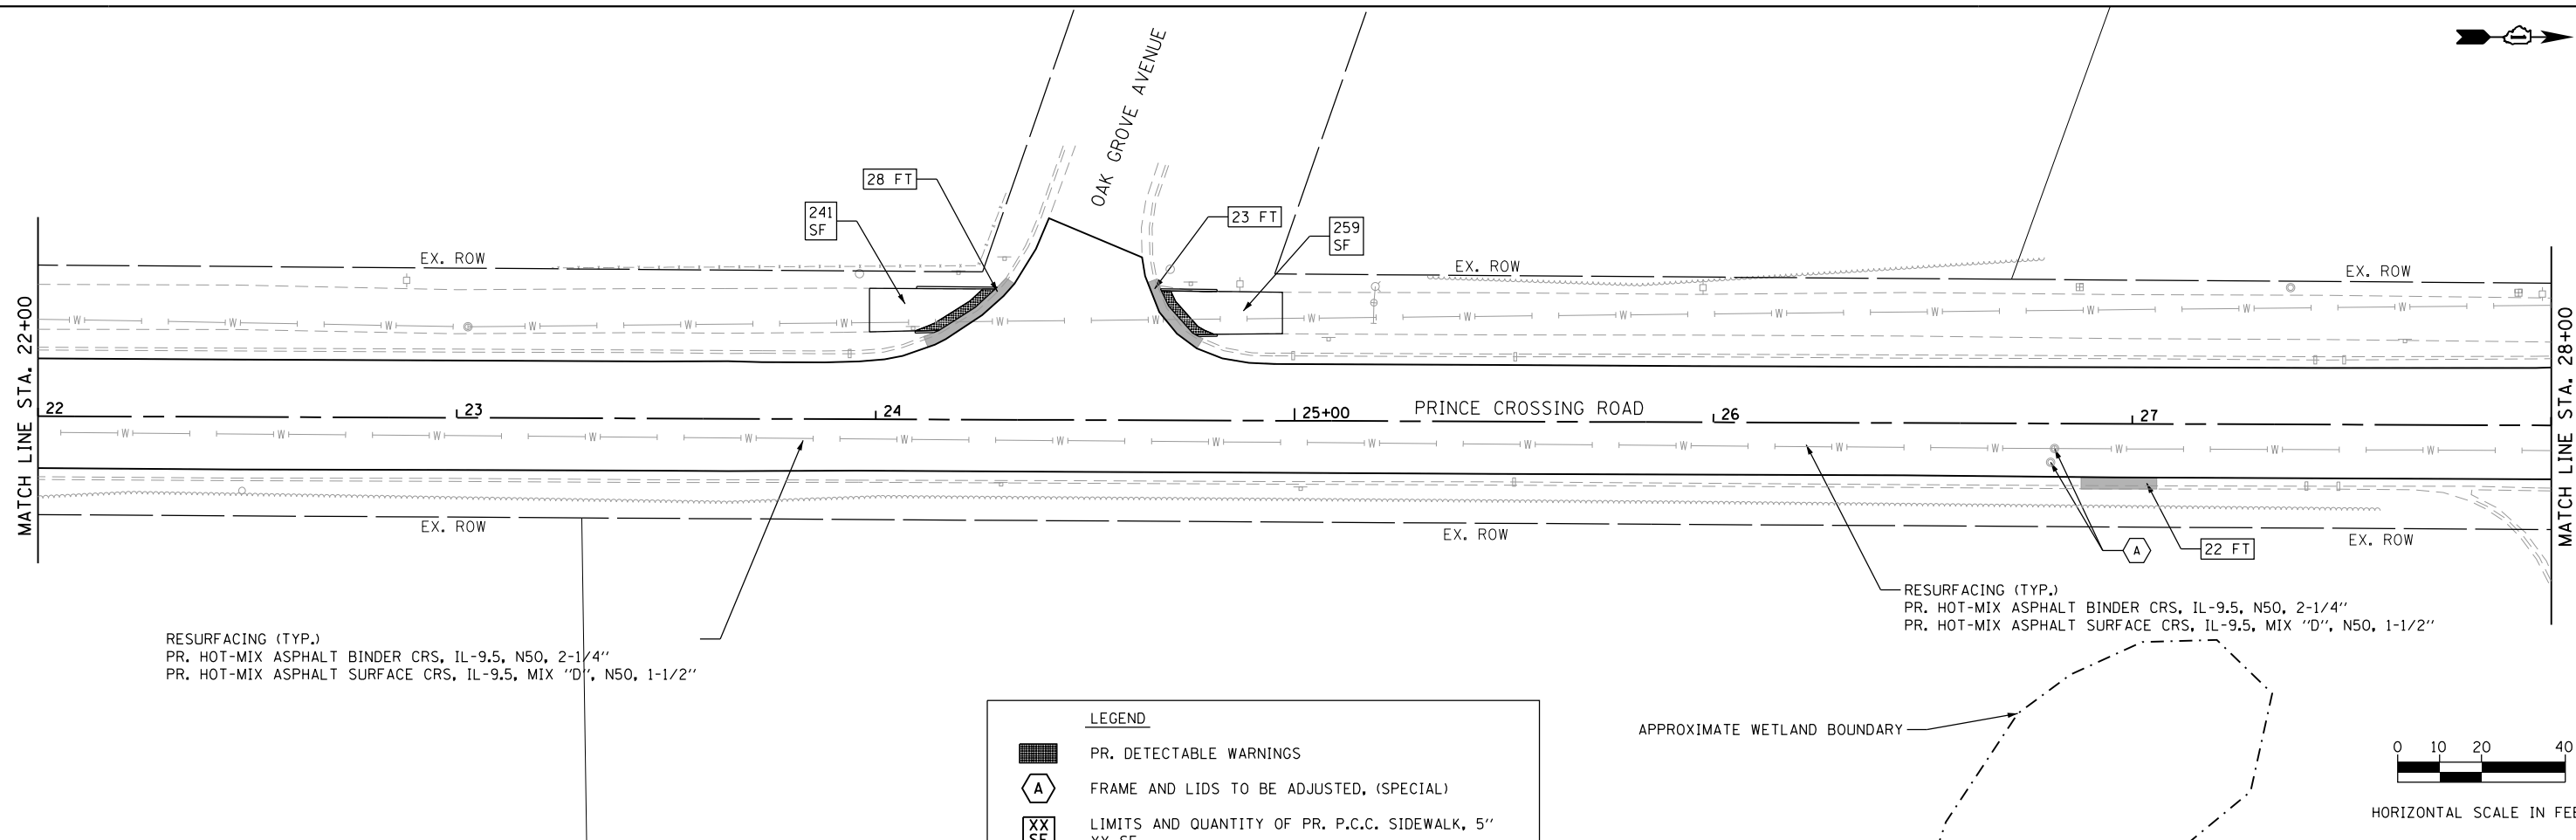 OAK GROVE AVENUE
28 FT
241
SF
23 FT
259
SF
EX. ROW
EX. ROW
EX. ROW
MATCH LINE STA. 22+00
MATCH LINE STA. 28+00
W W W W W W W W W W W W W W W W
22
23
24
25+00
PRINCE CROSSING ROAD
26
27
W W W W W W W W W W W W W W W W
EX. ROW
EX. ROW
EX. ROW
A
22 FT
RESURFACING (TYP.)
PR. HOT-MIX ASPHALT BINDER CRS, IL-9.5, N50, 2-1/4"
PR. HOT-MIX ASPHALT SURFACE CRS, IL-9.5, MIX "D", N50, 1-1/2"
RESURFACING (TYP.)
PR. HOT-MIX ASPHALT BINDER CRS, IL-9.5, N50, 2-1/4"
PR. HOT-MIX ASPHALT SURFACE CRS, IL-9.5, MIX "D", N50, 1-1/2"
LEGEND
PR. DETECTABLE WARNINGS
A FRAME AND LIDS TO BE ADJUSTED, (SPECIAL)
XX
SF
LIMITS AND QUANTITY OF PR. P.C.C. SIDEWALK, 5"
XX SF
APPROXIMATE WETLAND BOUNDARY
0 10 20 40
HORIZONTAL SCALE IN